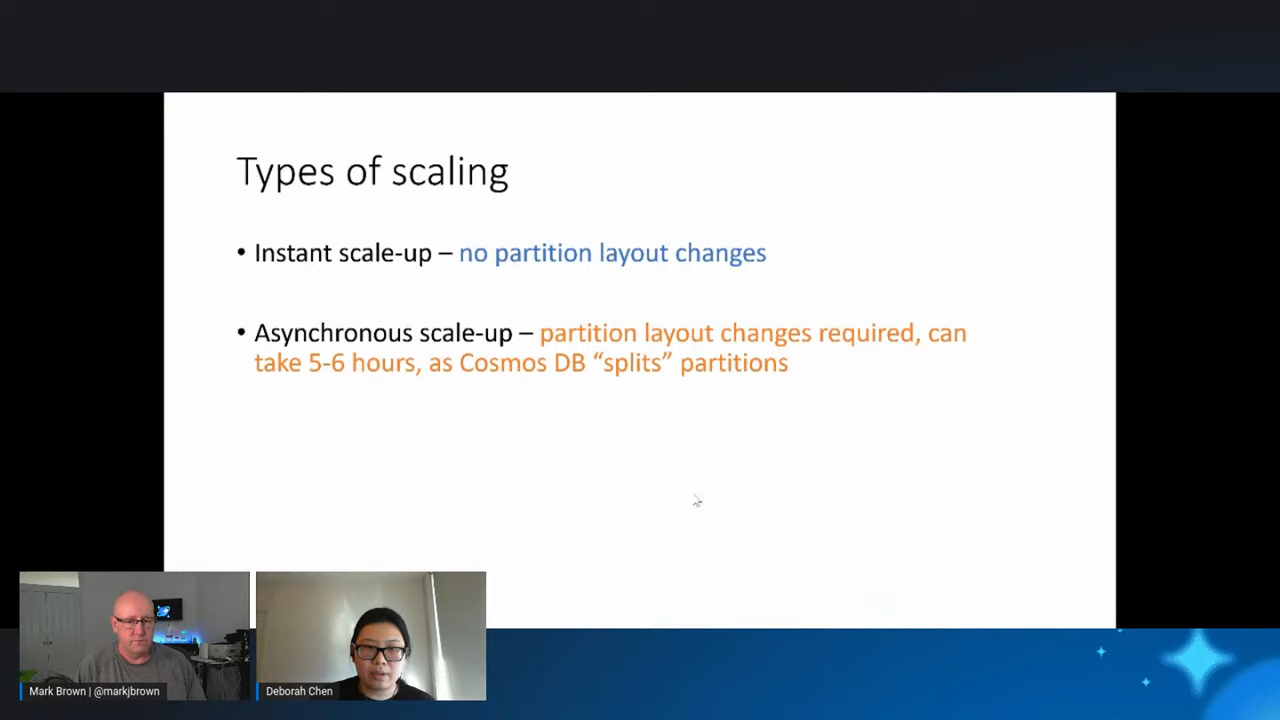 Types of scaling
• Instant scale-up – no partition layout changes
• Asynchronous scale-up – partition layout changes required, can
take 5-6 hours, as Cosmos DB “splits” partitions
Mark Brown | @markjbrown
Deborah Chen